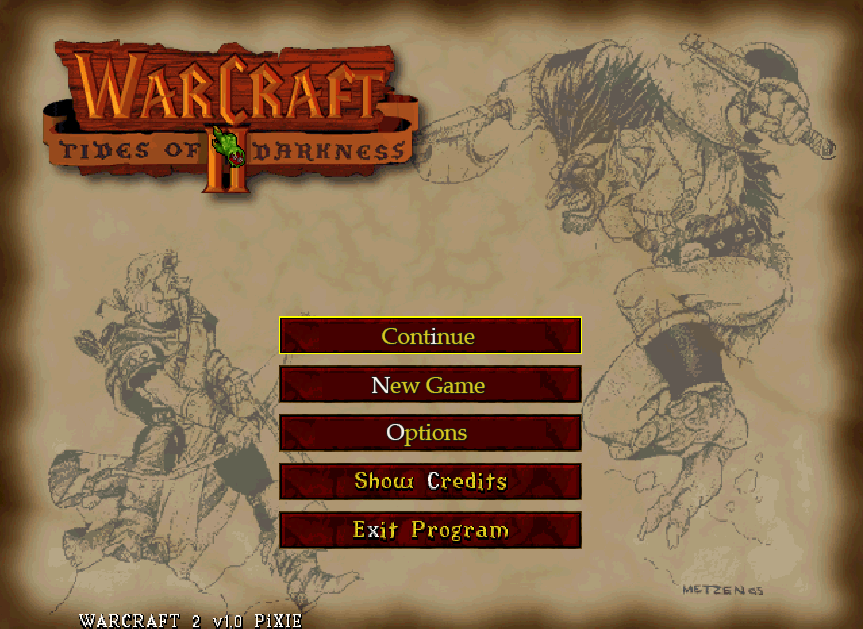 WARCRAFT
II
TIDES OF DARKNESS
Continue
New Game
Options
Show Credits
Exit Program
METZEN 95
WARCRAFT 2 v1.0 PiXIE